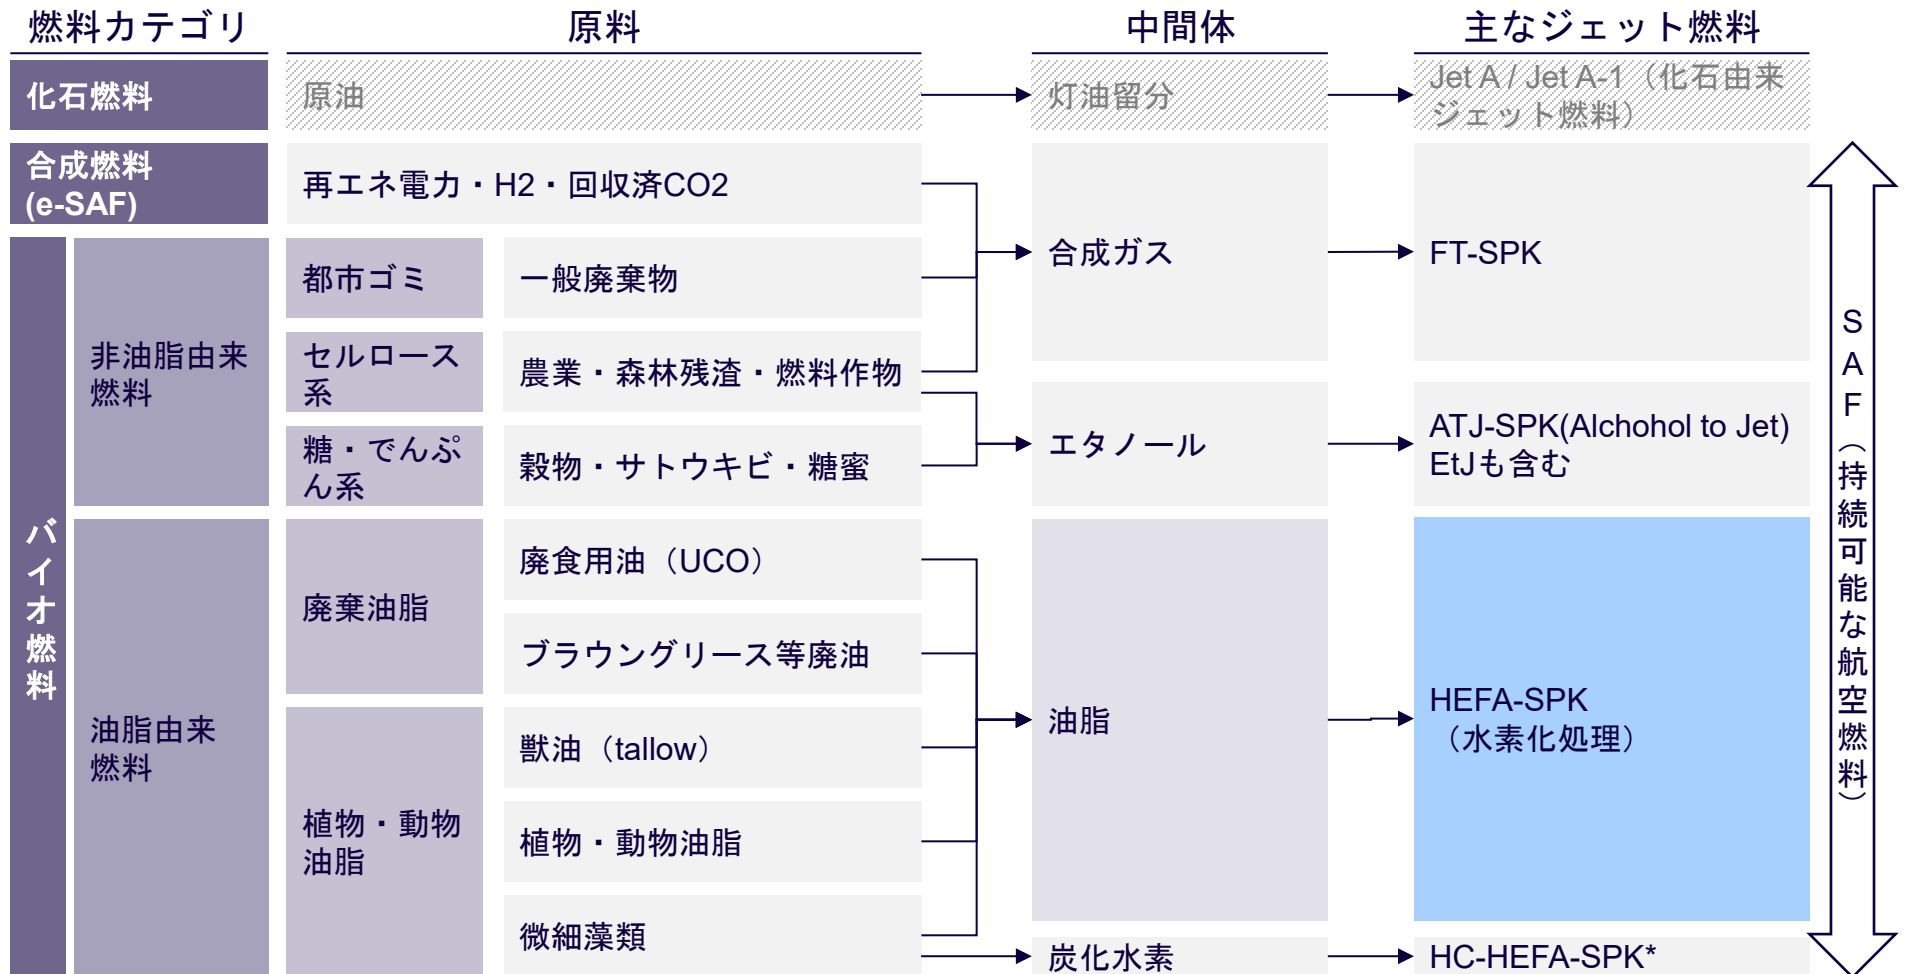 燃料カテゴリ
原料
中間体
主なジェット燃料
化石燃料
原油
灯油留分
Jet A / Jet A-1（化石由来
ジェット燃料）
合成燃料
(e-SAF)
再エネ電力・H2・回収済CO2
合成ガス
FT-SPK
バイオ燃料
非油脂由来
燃料
都市ゴミ
一般廃棄物
セルロース
系
農業・森林残渣・燃料作物
糖・でんぷ
ん系
穀物・サトウキビ・糖蜜
エタノール
ATJ-SPK(Alchohol to Jet)
EtJも含む
油脂由来
燃料
廃棄油脂
廃食用油（UCO）
ブラウングリース等廃油
植物・動物
油脂
獣油（tallow）
植物・動物油脂
微細藻類
油脂
HEFA-SPK
（水素化処理）
炭化水素
HC-HEFA-SPK*
SAF（持続可能な航空燃料）